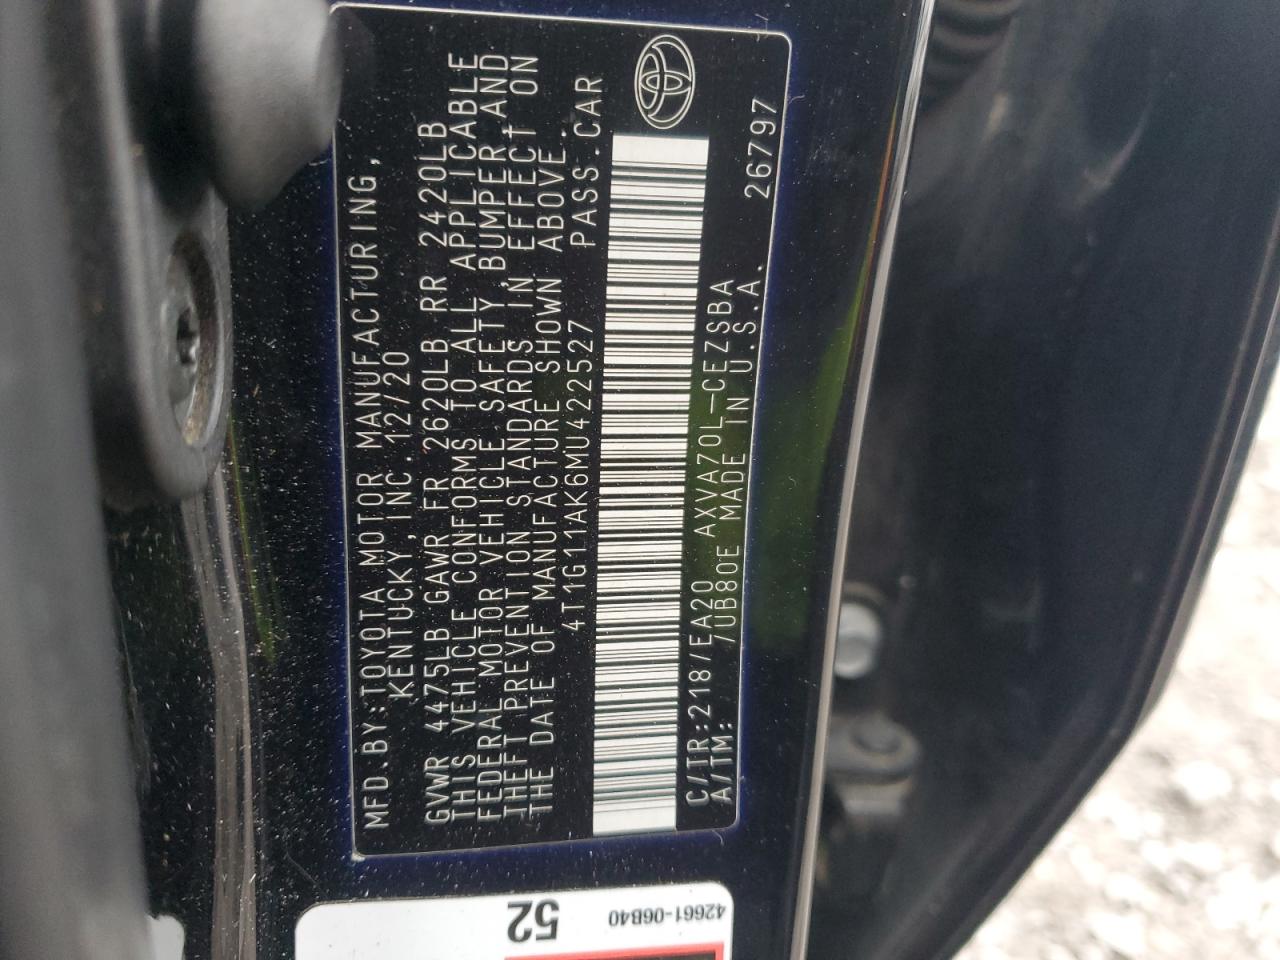 MFD.BY:TOYOTA MOTOR MANUFACTURING,
KENTUCKY,INC. 12/20
GVWR 4475LB GAWR FR 2620LB RR 2420LB
THIS VEHICLE CONFORMS TO ALL APPLICABLE
FEDERAL MOTOR VEHICLE SAFETY,BUMPER,AND
THEFT PREVENTION STANDARDS IN EFFECT ON
THE DATE OF MANUFACTURE SHOWN ABOVE.
4T1G11AK6MU422527 PASS.CAR
C/TR:218/EA20 AXVA70L-CEZSBA
A/TM: /UB80E MADE IN U.S.A. 26797
52
42661-06B40